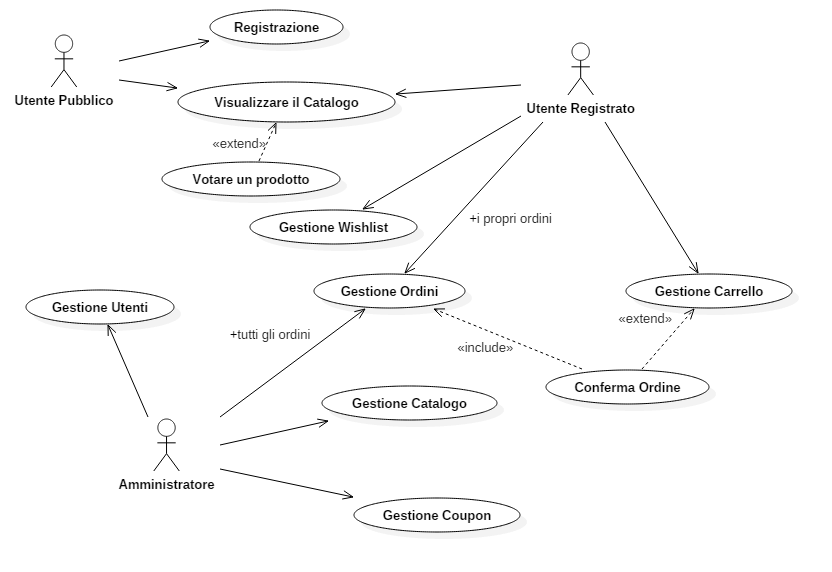 Registrazione
Utente Pubblico
Visualizzare il Catalogo
Utente Registrato
«extend»
Votare un prodotto
Gestione Wishlist
+i propri ordini
Gestione Ordini
Gestione Carrello
Gestione Utenti
«extend»
+tutti gli ordini
«include»
Conferma Ordine
Gestione Catalogo
Amministratore
Gestione Coupon